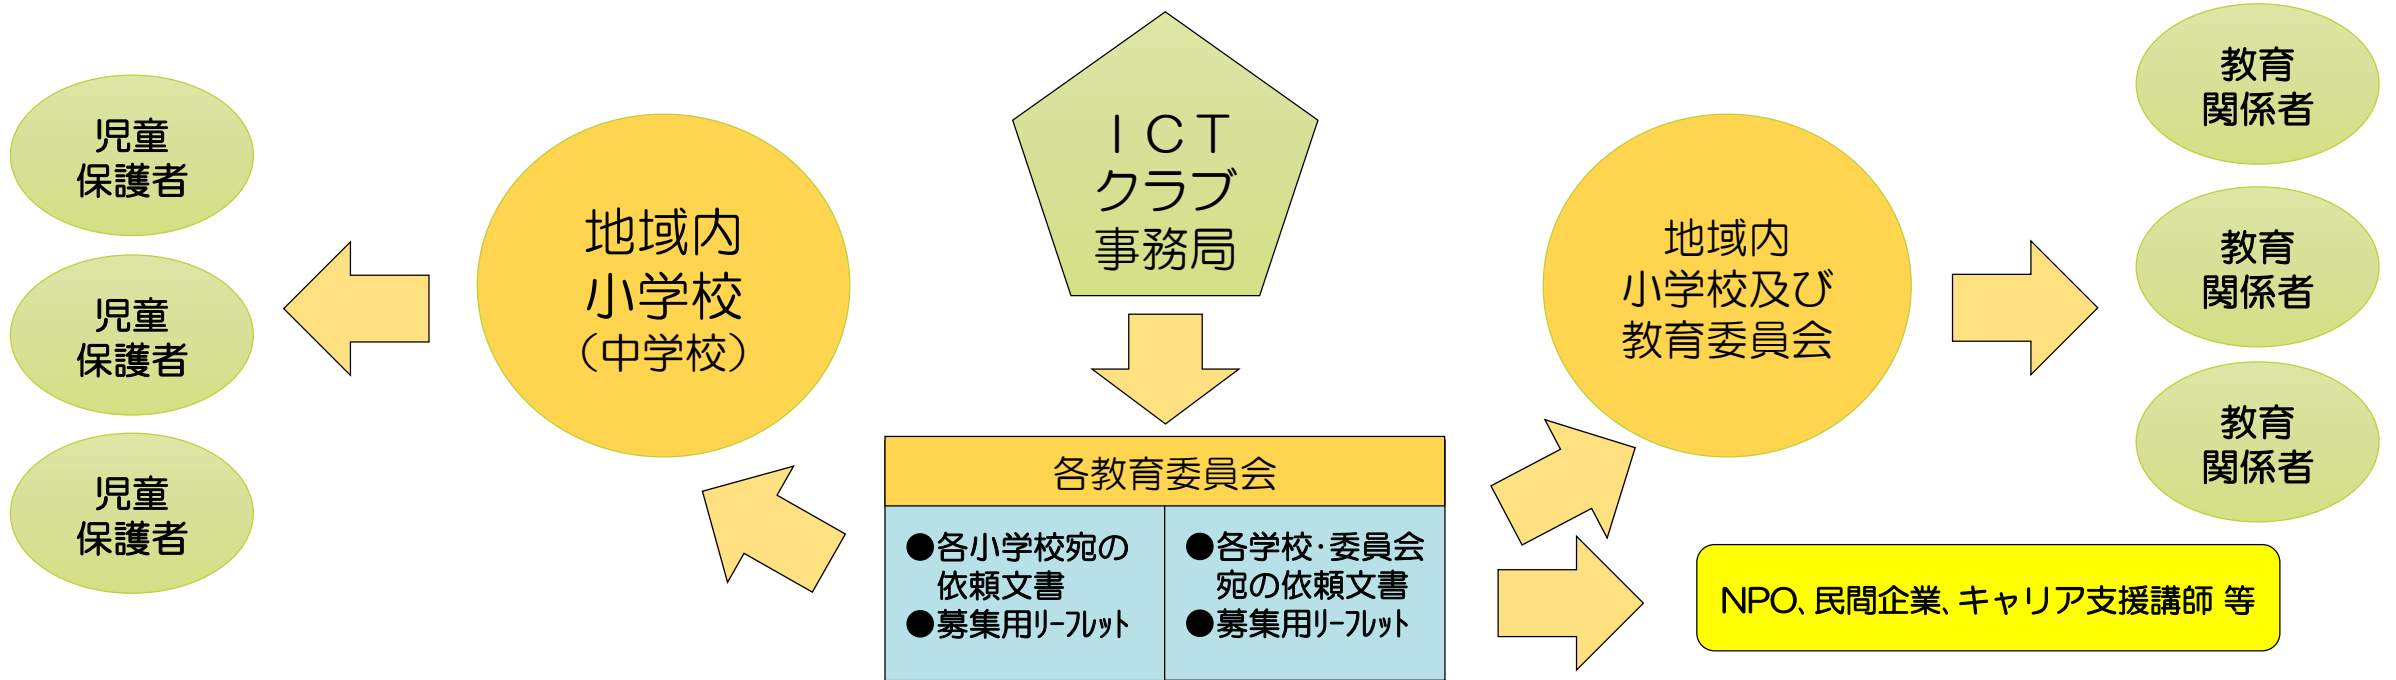 児童
保護者
児童
保護者
児童
保護者
地域内
小学校
（中学校）
ＩＣＴ
クラブ
事務局
各教育委員会
●各小学校宛の
依頼文書
●募集用ﾘｰﾌﾚｯﾄ
●各学校・委員会
宛の依頼文書
●募集用ﾘｰﾌﾚｯﾄ
地域内
小学校及び
教育委員会
NPO、民間企業、キャリア支援講師 等
教育
関係者
教育
関係者
教育
関係者